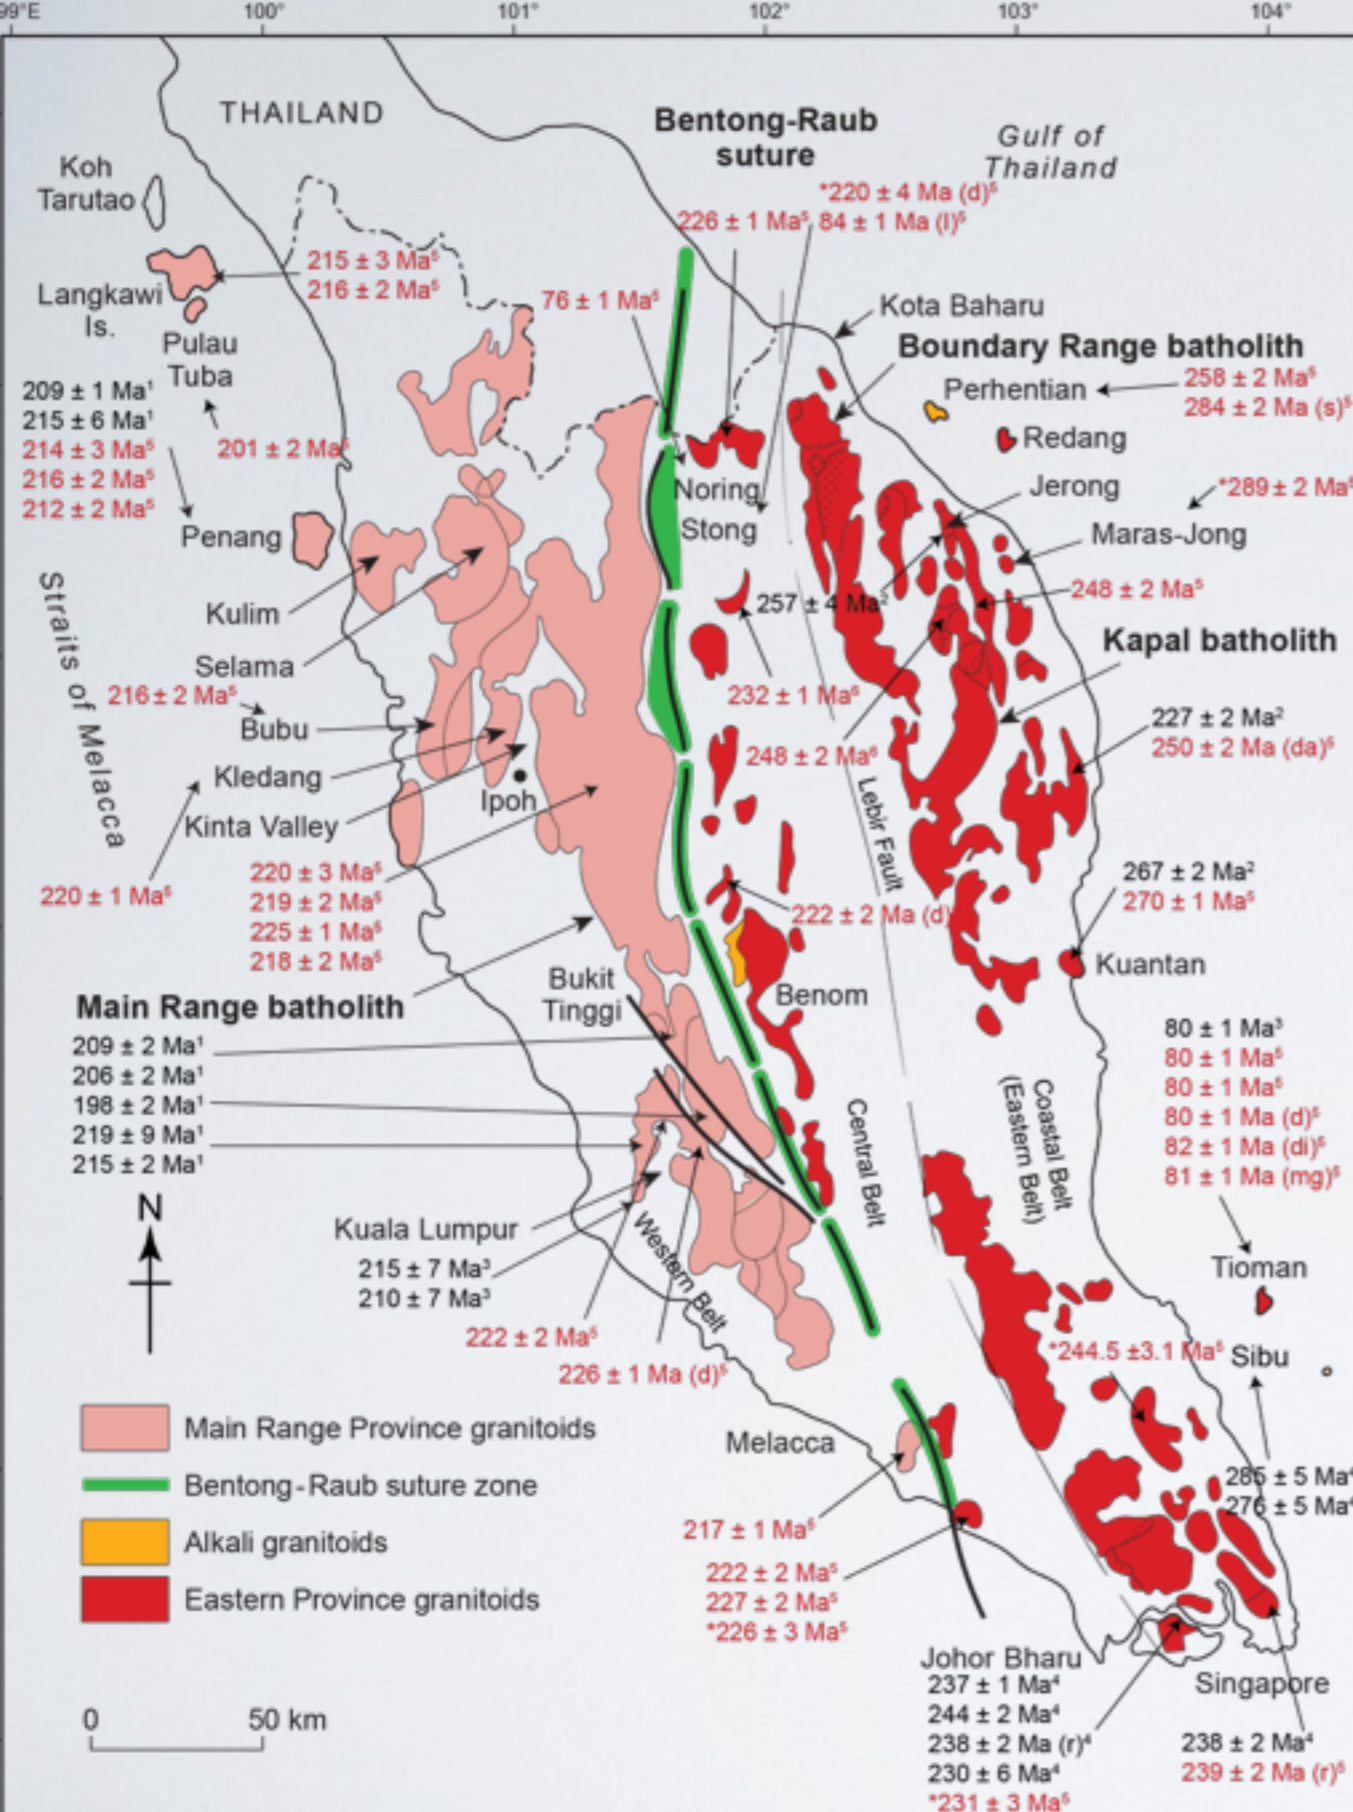 99°E
100°
101°
102°
103°
104°
THAILAND
Bentong-Raub
suture
Gulf of
Thailand
Koh
Tarutao
*220 ± 4 Ma (d)⁵
226 ± 1 Ma⁵
84 ± 1 Ma (l)⁵
215 ± 3 Ma⁵
216 ± 2 Ma⁵
Langkawi
Is.
76 ± 1 Ma⁵
Kota Baharu
Pulau
Tuba
Boundary Range batholith
209 ± 1 Ma¹
215 ± 6 Ma¹
214 ± 3 Ma⁵
216 ± 2 Ma⁵
212 ± 2 Ma⁵
201 ± 2 Ma⁵
Perhentian
258 ± 2 Ma⁵
284 ± 2 Ma (s)⁵
Redang
Noring
Stong
Jerong
*289 ± 2 Ma⁵
Penang
Maras-Jong
Straits of Melacca
Kulim
257 ± 4 Ma²
248 ± 2 Ma⁵
Selama
Kapal batholith
216 ± 2 Ma⁵
232 ± 1 Ma⁶
Bubu
227 ± 2 Ma²
250 ± 2 Ma (da)⁵
248 ± 2 Ma⁶
Kledang
Ipoh
Kinta Valley
Lebir Fault
220 ± 3 Ma⁵
219 ± 2 Ma⁵
225 ± 1 Ma⁵
218 ± 2 Ma⁵
220 ± 1 Ma⁵
267 ± 2 Ma²
270 ± 1 Ma⁵
222 ± 2 Ma (d)
Kuantan
Bukit
Tinggi
Benom
Main Range batholith
209 ± 2 Ma¹
206 ± 2 Ma¹
198 ± 2 Ma¹
219 ± 9 Ma¹
215 ± 2 Ma¹
80 ± 1 Ma³
80 ± 1 Ma⁵
80 ± 1 Ma⁵
80 ± 1 Ma (d)⁵
82 ± 1 Ma (di)⁵
81 ± 1 Ma (mg)⁵
Central Belt
Coastal Belt
(Eastern Belt)
N
Kuala Lumpur
215 ± 7 Ma³
210 ± 7 Ma³
Western Belt
Tioman
222 ± 2 Ma⁵
226 ± 1 Ma (d)⁵
*244.5 ±3.1 Ma⁵
Sibu
Main Range Province granitoids
Bentong-Raub suture zone
Alkali granitoids
Eastern Province granitoids
Melacca
285 ± 5 Ma⁴
276 ± 5 Ma⁴
217 ± 1 Ma⁵
222 ± 2 Ma⁵
227 ± 2 Ma⁵
*226 ± 3 Ma⁵
Johor Bharu
237 ± 1 Ma⁴
244 ± 2 Ma⁴
238 ± 2 Ma (r)⁴
230 ± 6 Ma⁴
*231 ± 3 Ma⁵
Singapore
238 ± 2 Ma⁴
239 ± 2 Ma (r)⁵
0
50 km